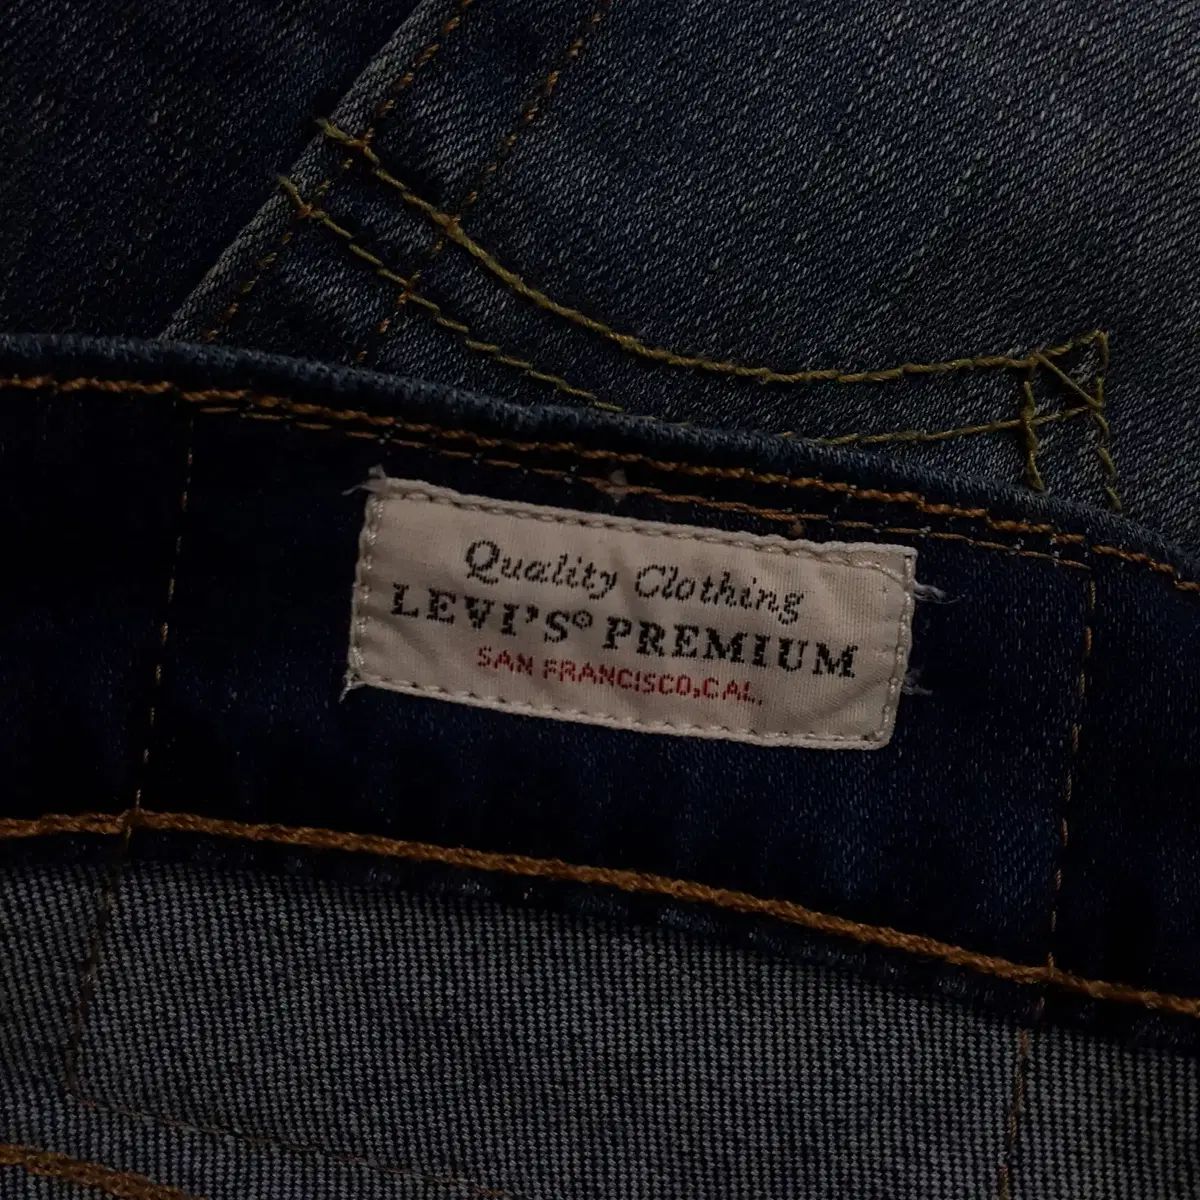 Quality Clothing
LEVI'S® PREMIUM
SAN FRANCISCO,CAL.